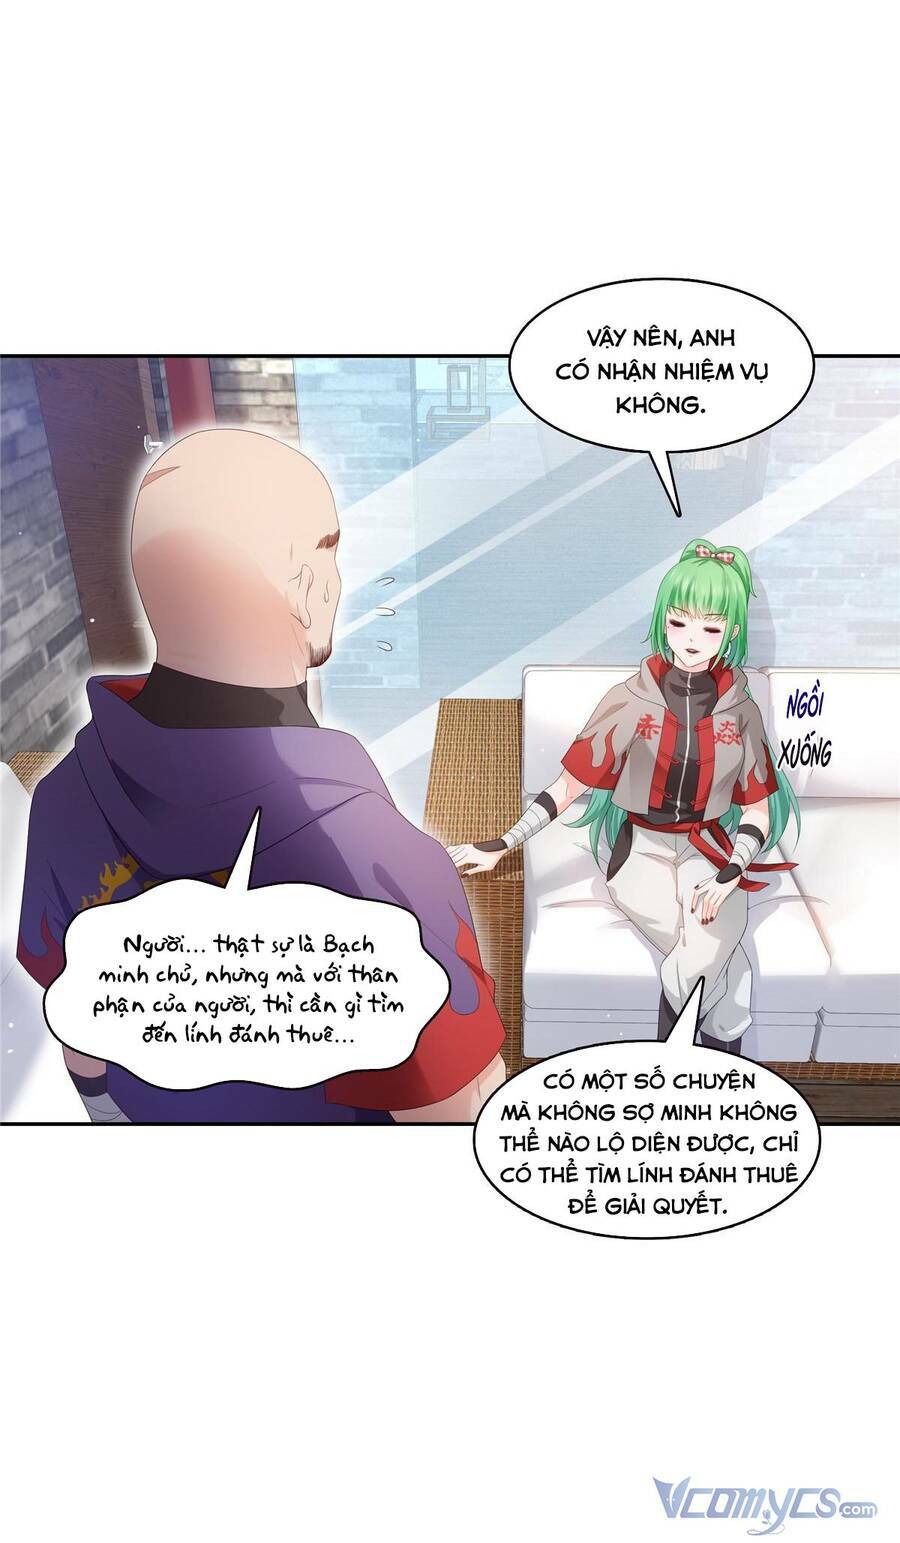 VẬY NÊN, ANH
CÓ NHẬN NHIỆM VỤ
KHÔNG.
赤 焱
NGỒI
XUỐNG
Người... thật sự là Bạch
minh chủ, nhưng mà với thân
phận của người, thì cần gì tìm
đến lính đánh thuê...
CÓ MỘT SỐ CHUYỆN
MÀ KHÔNG SỢ MINH KHÔNG
THỂ NÀO LỘ DIỆN ĐƯỢC, CHỈ
CÓ THỂ TÌM LÍNH ĐÁNH THUÊ
ĐỂ GIẢI QUYẾT.
VCOMYCS.com